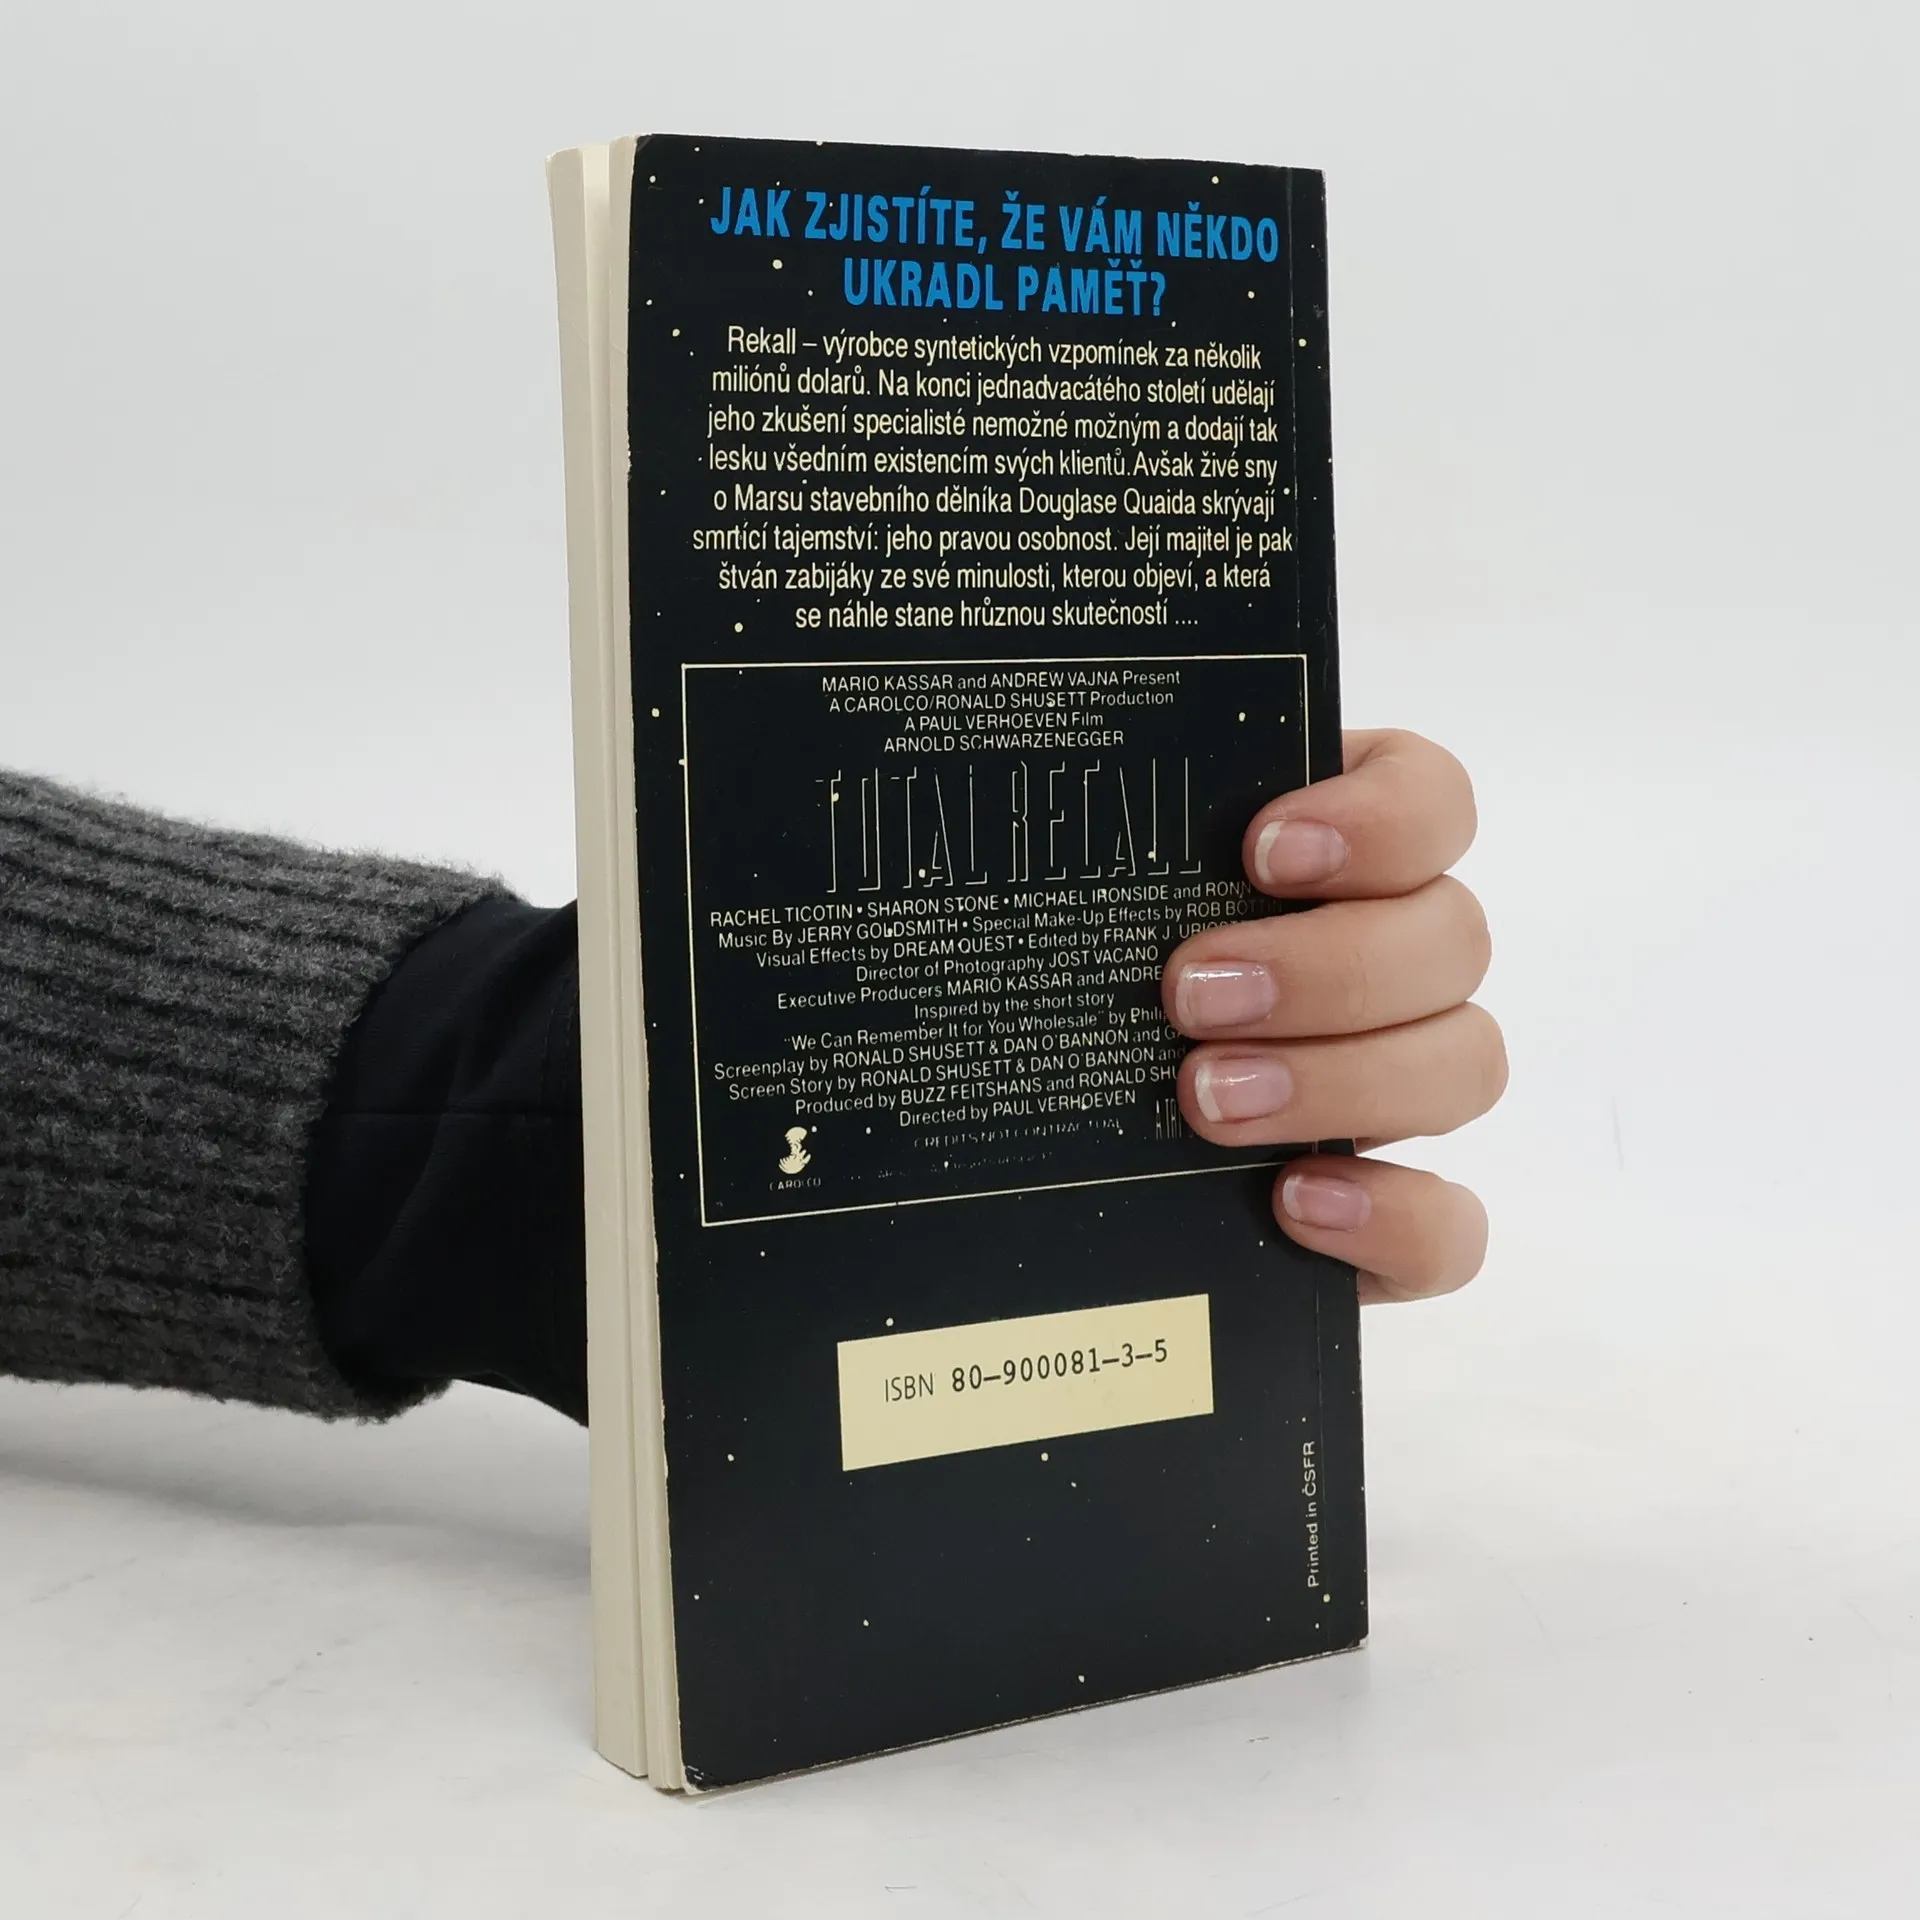 JAK ZJISTÍTE, ŽE VÁM NĚKDO
UKRADL PAMĚŤ?
Rekall – výrobce syntetických vzpomínek za několik
miliónů dolarů. Na konci jednadvacátého století udělají
jeho zkušení specialisté nemožné možným a dodají tak
lesku všedním existencím svých klientů. Avšak živé sny
o Marsu stavebního dělníka Douglase Quaida skrývají
smrtící tajemství: jeho pravou osobnost. Její majitel je pak
štván zabijáky ze své minulosti, kterou objeví, a která
se náhle stane hrůznou skutečností ....
MARIO KASSAR and ANDREW VAJNA Present
A CAROLCO/RONALD SHUSETT Production
A PAUL VERHOEVEN Film
ARNOLD SCHWARZENEGGER
TOTAL RECALL
RACHEL TICOTIN • SHARON STONE • MICHAEL IRONSIDE and RONN
Music By JERRY GOLDSMITH • Special Make-Up Effects by ROB BOTTIN
Visual Effects by DREAM QUEST • Edited by FRANK J.
Director of Photography JOST VACANO
Executive Producers MARIO KASSAR and ANDRE
Inspired by the short story
"We Can Remember It for You Wholesale" by Phili
Screenplay by RONALD SHUSETT & DAN O'BANNON and
Screen Story by RONALD SHUSETT & DAN O'BANNON and
Produced by BUZZ FEITSHANS and RONALD SHU
Directed by PAUL VERHOEVEN
CREDITS NOT CONTRACTUAL
CAROLCO
ISBN 80–900081–3–5
Printed in ČSFR